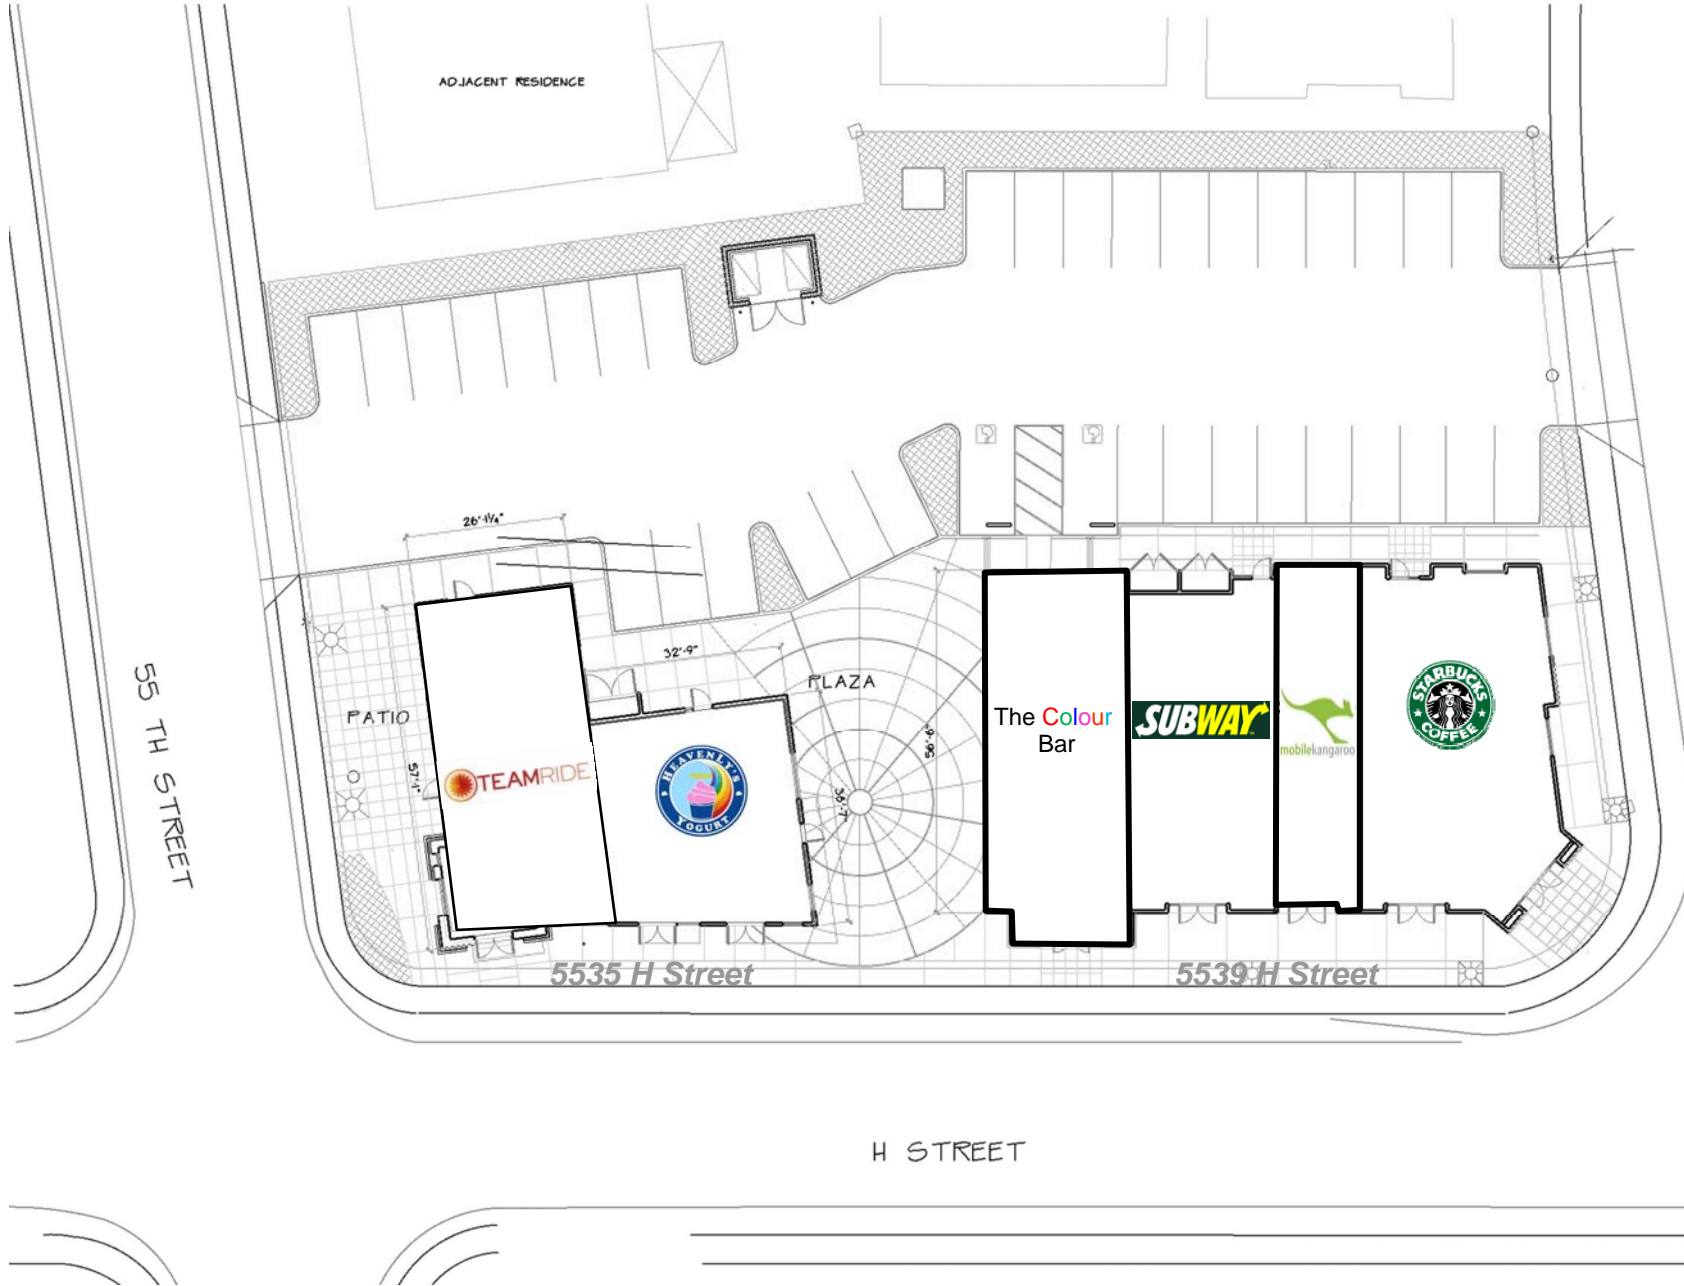 ADJACENT RESIDENCE
26'-1¼"
32'-9"
PLAZA
PATIO
55 TH STREET
57'-1"
TEAMRIDE
HEAVENLY'S
YOGURT
36'-7"
56'-6"
The Colour
Bar
SUBWAY
mobilekangaroo
STARBUCKS
COFFEE
5535 H Street
5539 H Street
H STREET